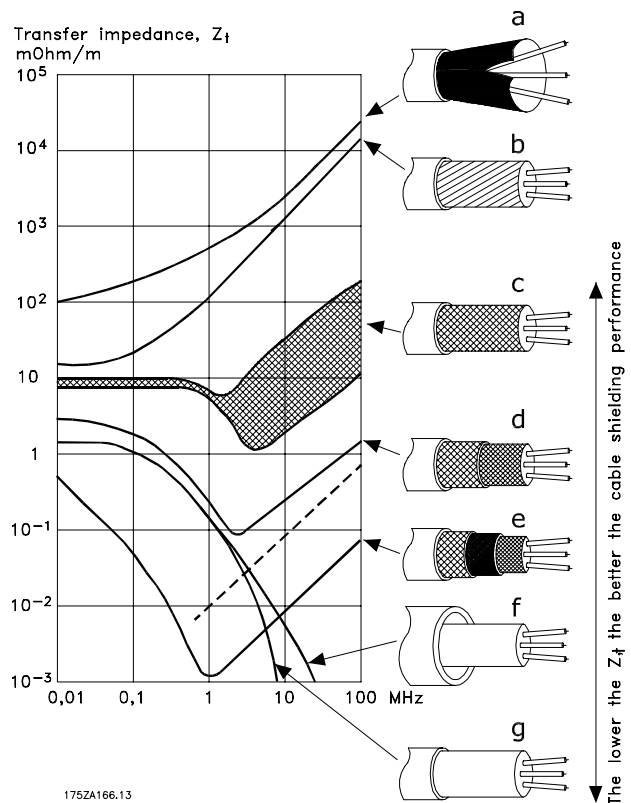 Transfer impedance, Zt
mOhm/m
10⁵
10⁴
10³
10²
10
1
10⁻¹
10⁻²
10⁻³
0,01 0,1 1 10 100 MHz
a
b
c
d
e
f
g
The lower the Zt the better the cable shielding performance
175ZA166.13